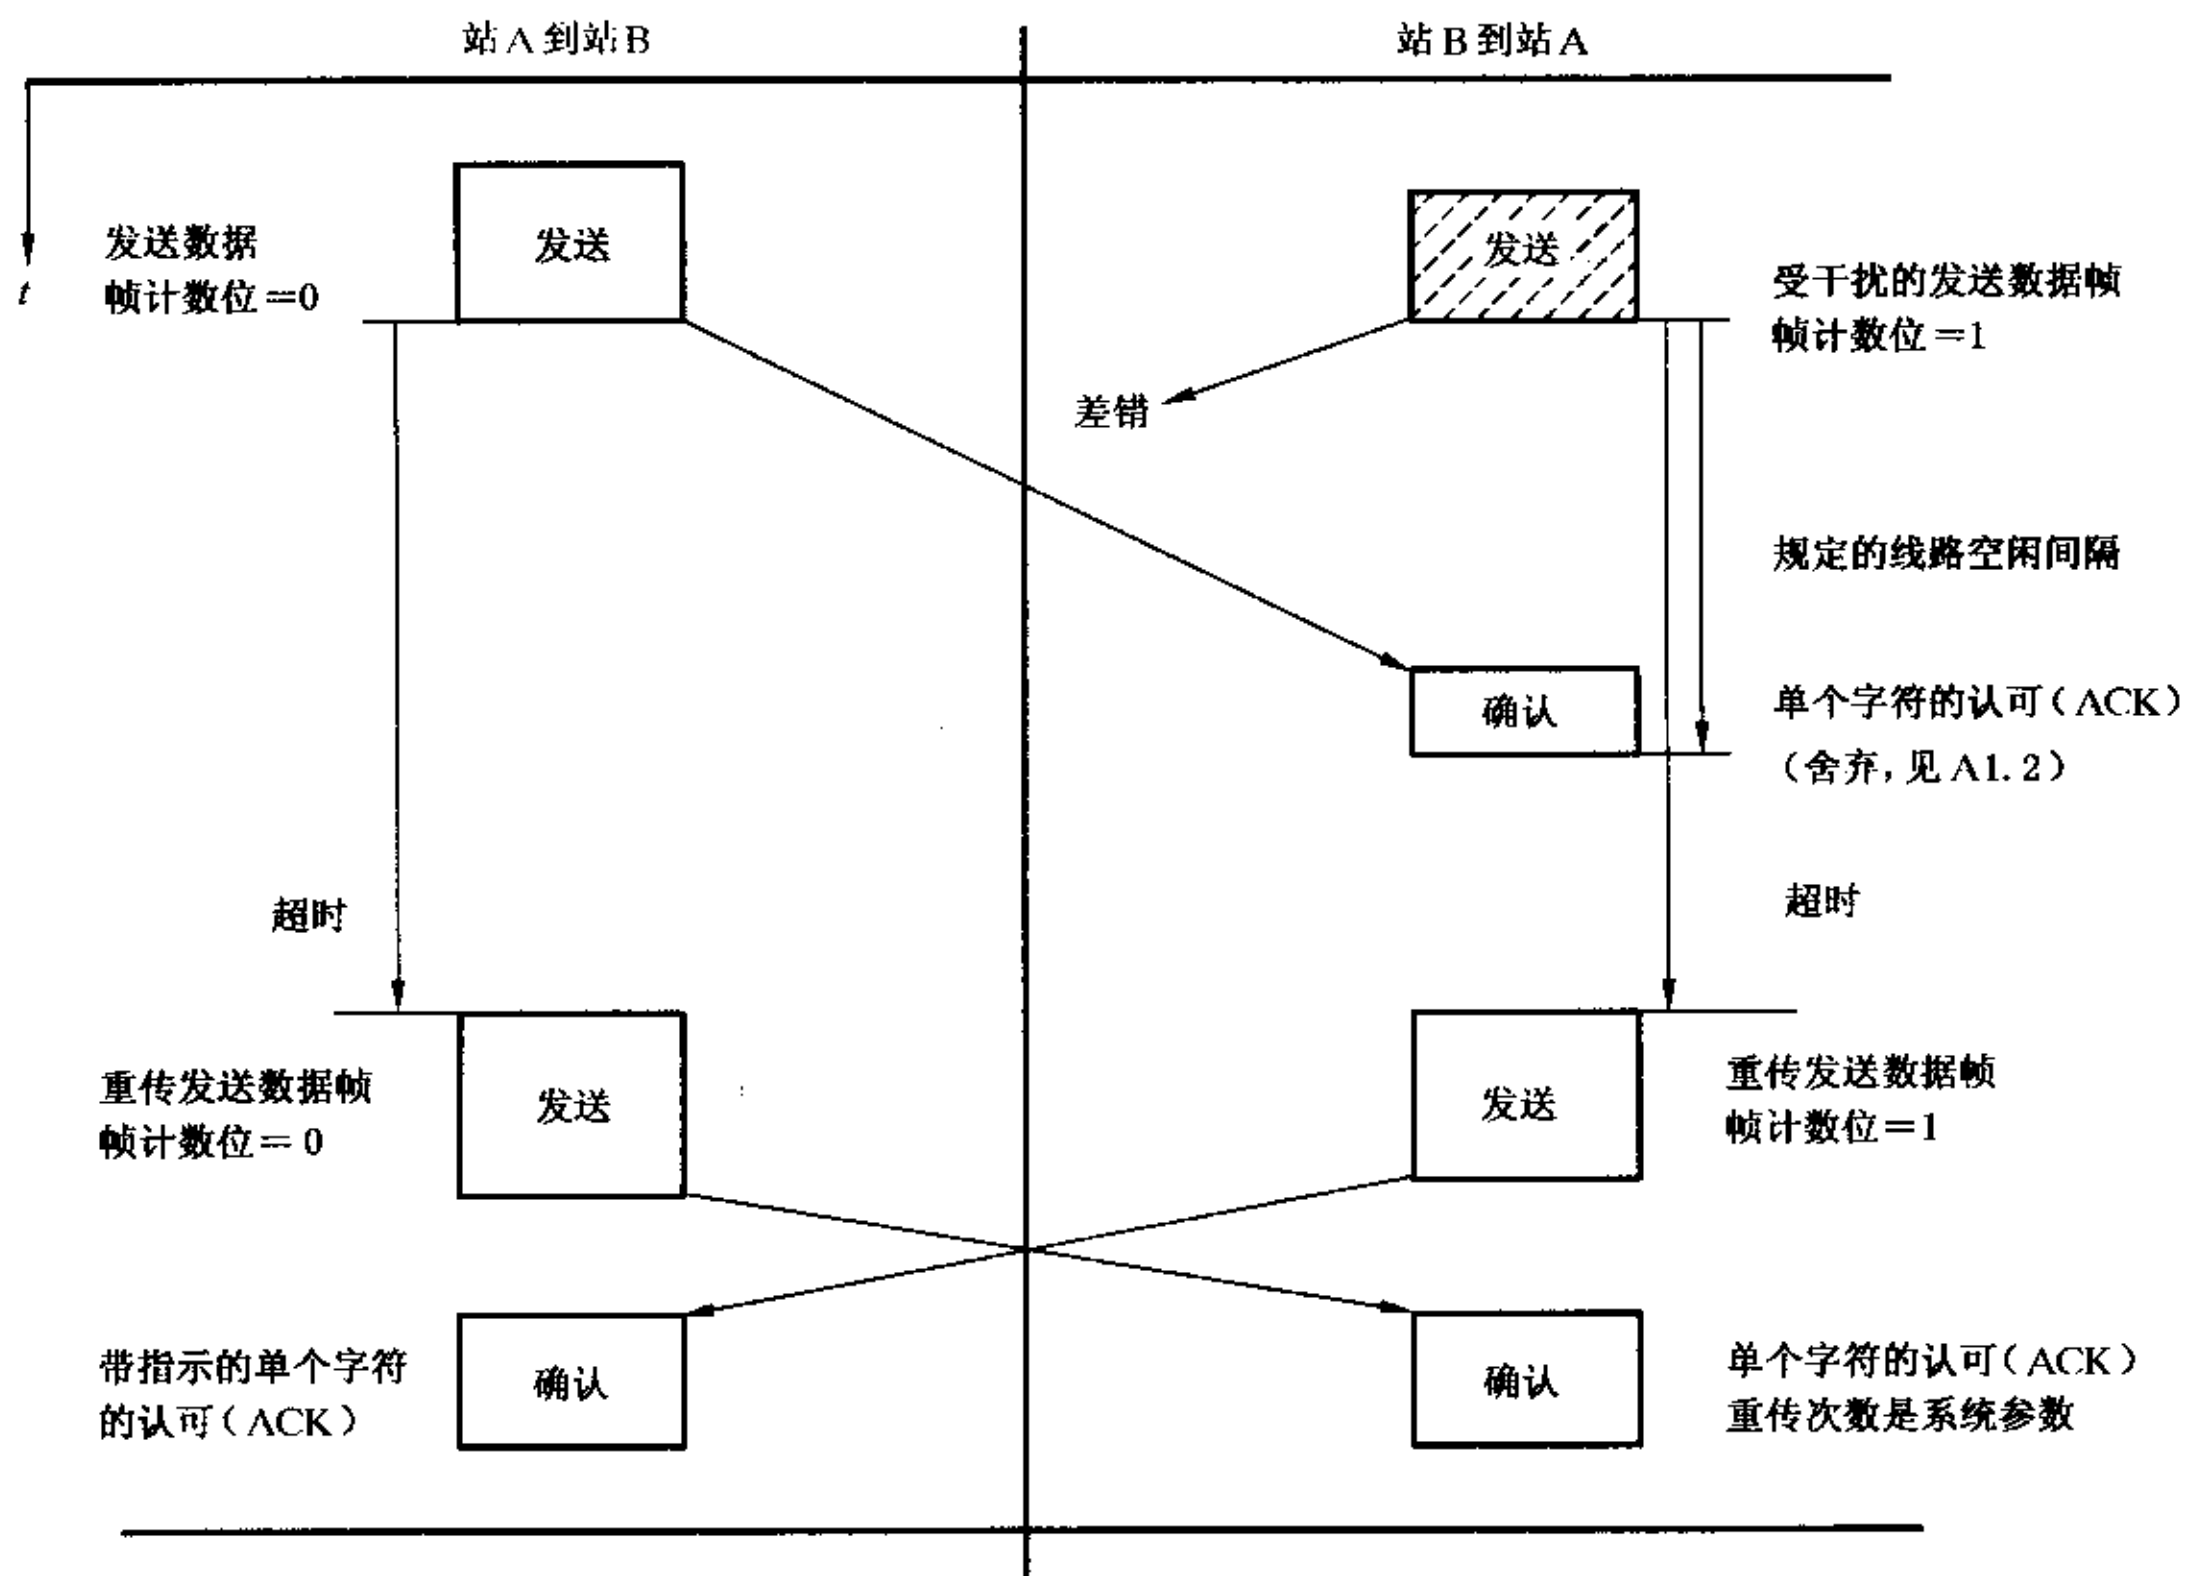 站A到站B
站B到站A
t
发送数据
帧计数位=0
发送
发送
受干扰的发送数据帧
帧计数位=1
差错
规定的线路空闲间隔
确认
单个字符的认可(ACK)
(舍弃,见A1.2)
超时
超时
重传发送数据帧
帧计数位=0
发送
发送
重传发送数据帧
帧计数位=1
带指示的单个字符
的认可(ACK)
确认
确认
单个字符的认可(ACK)
重传次数是系统参数